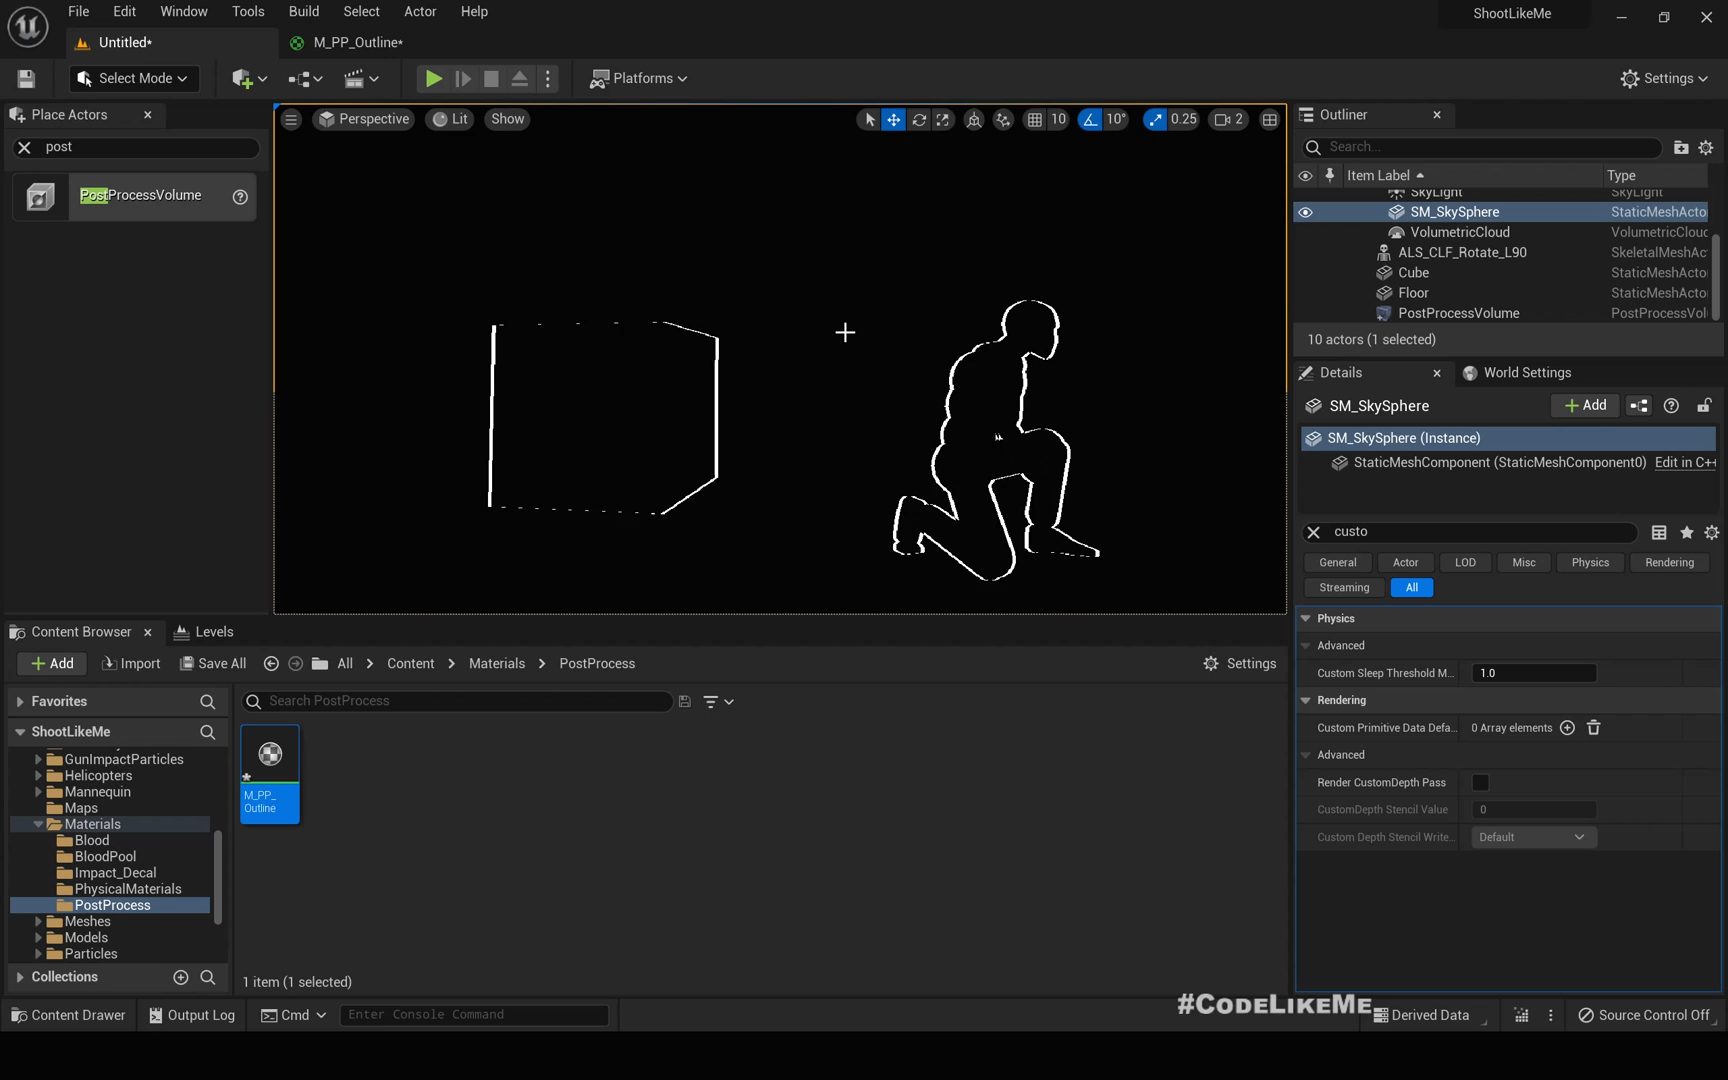 File Edit Window Tools Build Select Actor Help
ShootLikeMe
Untitled*
M_PP_Outline*
Select Mode
Platforms
Settings
Place Actors
post
PostProcessVolume
Perspective
Lit
Show
10
10°
0.25
2
Outliner
Search...
Item Label
Type
SkyLight
SkyLight
SM_SkySphere
StaticMeshActo
VolumetricCloud
VolumetricCloud
ALS_CLF_Rotate_L90
SkeletalMeshAc
Cube
StaticMeshActo
Floor
StaticMeshActo
PostProcessVolume
PostProcessVol
10 actors (1 selected)
Details
World Settings
SM_SkySphere
Add
SM_SkySphere (Instance)
StaticMeshComponent (StaticMeshComponent0)
Edit in C++
custo
General
Actor
LOD
Misc
Physics
Rendering
Streaming
All
Physics
Advanced
Custom Sleep Threshold M...
1.0
Rendering
Custom Primitive Data Defa...
0 Array elements
Advanced
Render CustomDepth Pass
CustomDepth Stencil Value
0
Custom Depth Stencil Write...
Default
Content Browser
Levels
Add
Import
Save All
All
Content
Materials
PostProcess
Settings
Favorites
Search PostProcess
ShootLikeMe
GunImpactParticles
Helicopters
Mannequin
Maps
Materials
Blood
BloodPool
Impact_Decal
PhysicalMaterials
PostProcess
Meshes
Models
Particles
Collections
M_PP_
Outline
1 item (1 selected)
#CodeLikeMe
Content Drawer
Output Log
Cmd
Enter Console Command
Derived Data
Source Control Off